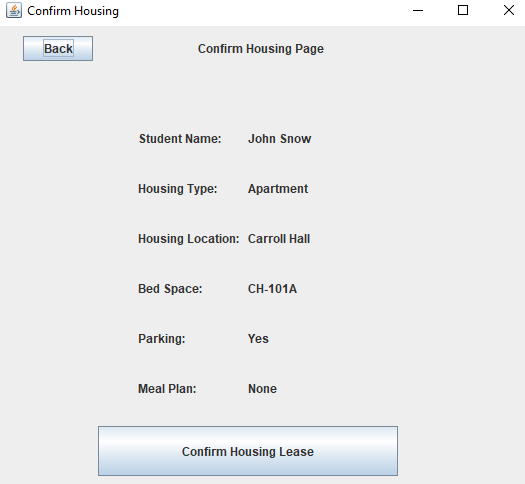 Confirm Housing
Back
Confirm Housing Page
Student Name: John Snow
Housing Type: Apartment
Housing Location: Carroll Hall
Bed Space: CH-101A
Parking: Yes
Meal Plan: None
Confirm Housing Lease